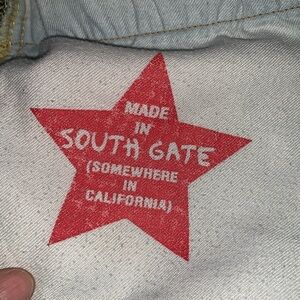 MADE
IN
SOUTH GATE
(SOMEWHERE
IN
CALIFORNIA)